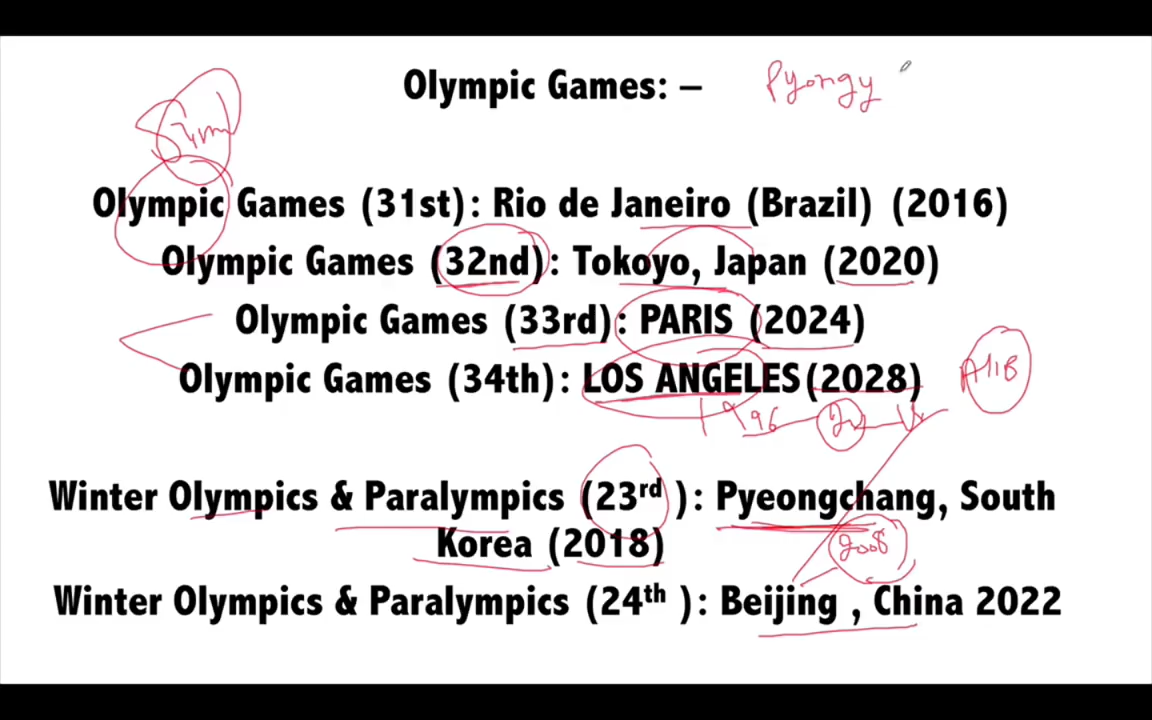 Olympic Games: – Pyongy
Olympic Games (31st): Rio de Janeiro (Brazil) (2016)
Olympic Games (32nd): Tokoyo, Japan (2020)
Olympic Games (33rd): PARIS (2024)
Olympic Games (34th): LOS ANGELES(2028)
1996
Winter Olympics & Paralympics (23rd ): Pyeongchang, South
Korea (2018)
2008
Winter Olympics & Paralympics (24th ): Beijing , China 2022